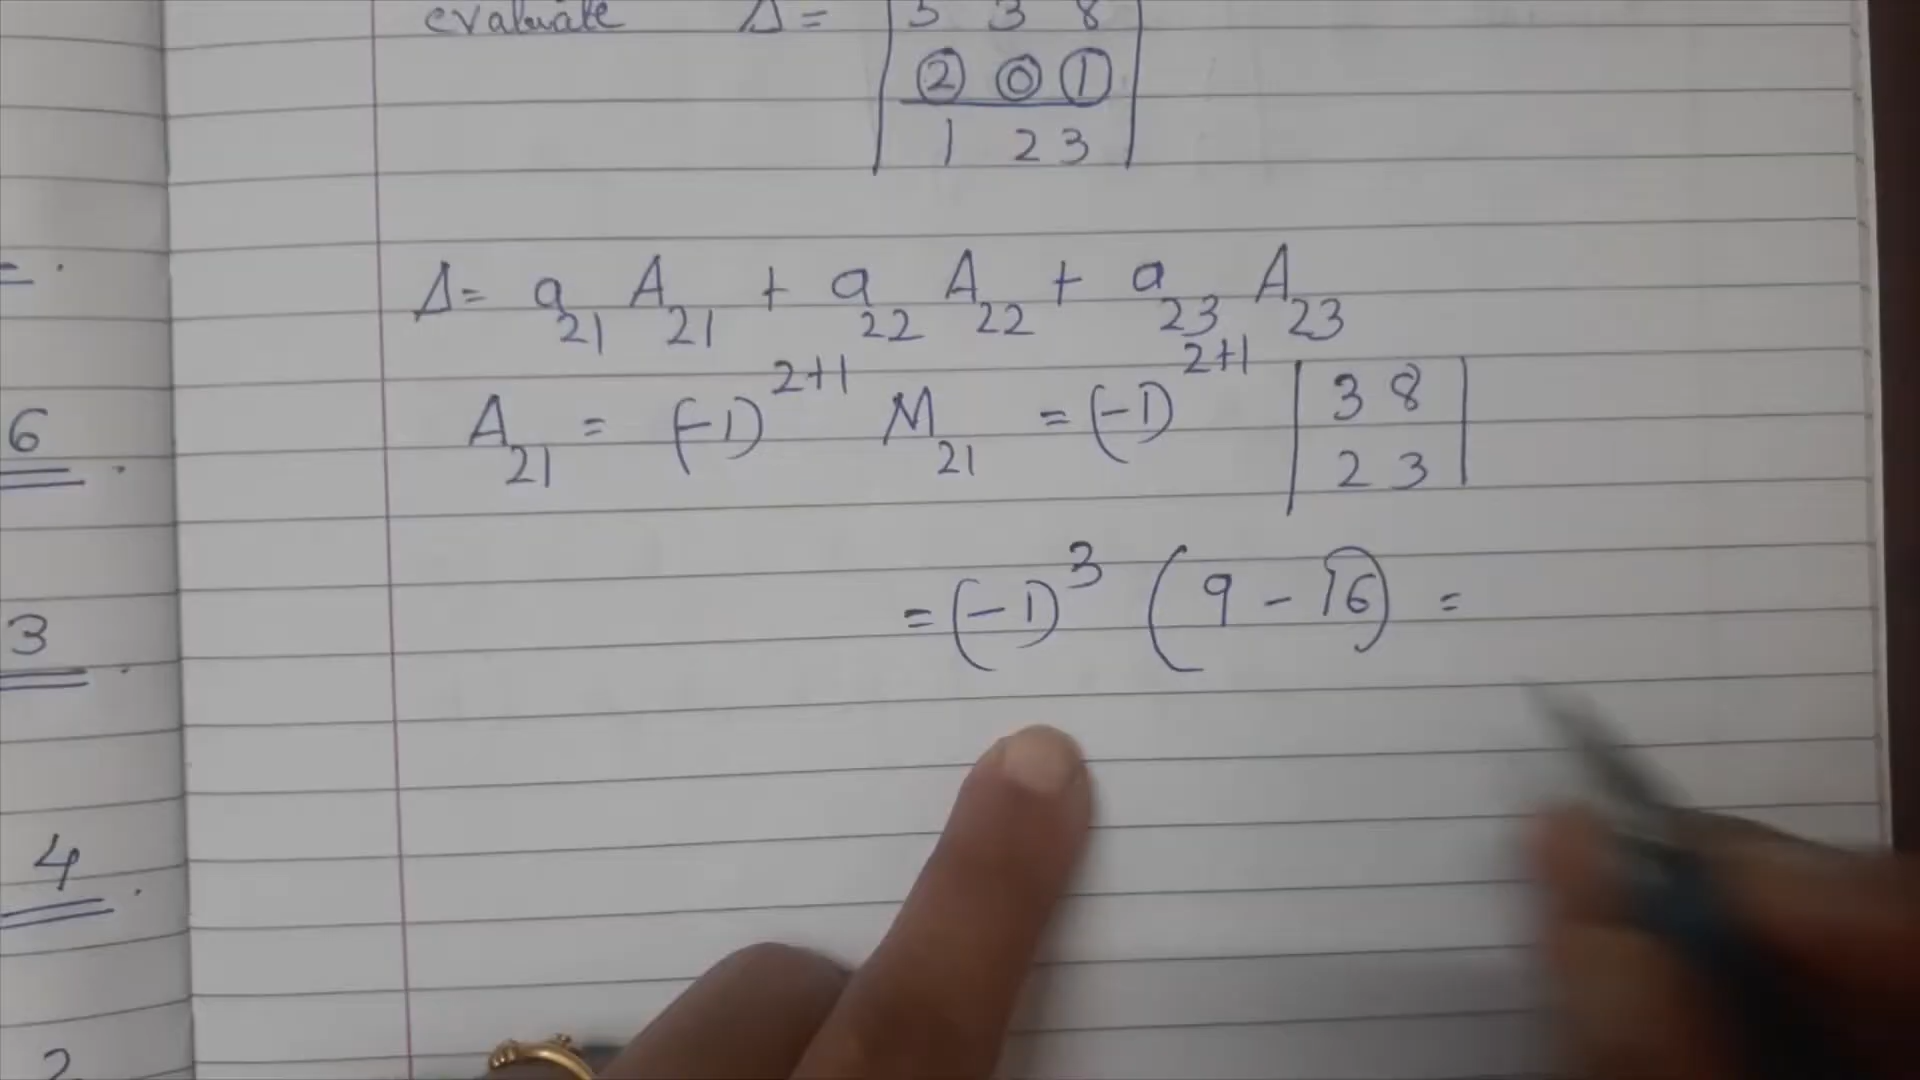 evaluate Δ = | 5 3 8 |
| 2 0 1 |
| 1 2 3 |
Δ = a₂₁ A₂₁ + a₂₂ A₂₂ + a₂₃ A₂₃
A₂₁ = (-1)²⁺¹ M₂₁ = (-1)²⁺¹ | 3 8 |
| 2 3 |
= (-1)³ (9 - 16) =
6
3
4